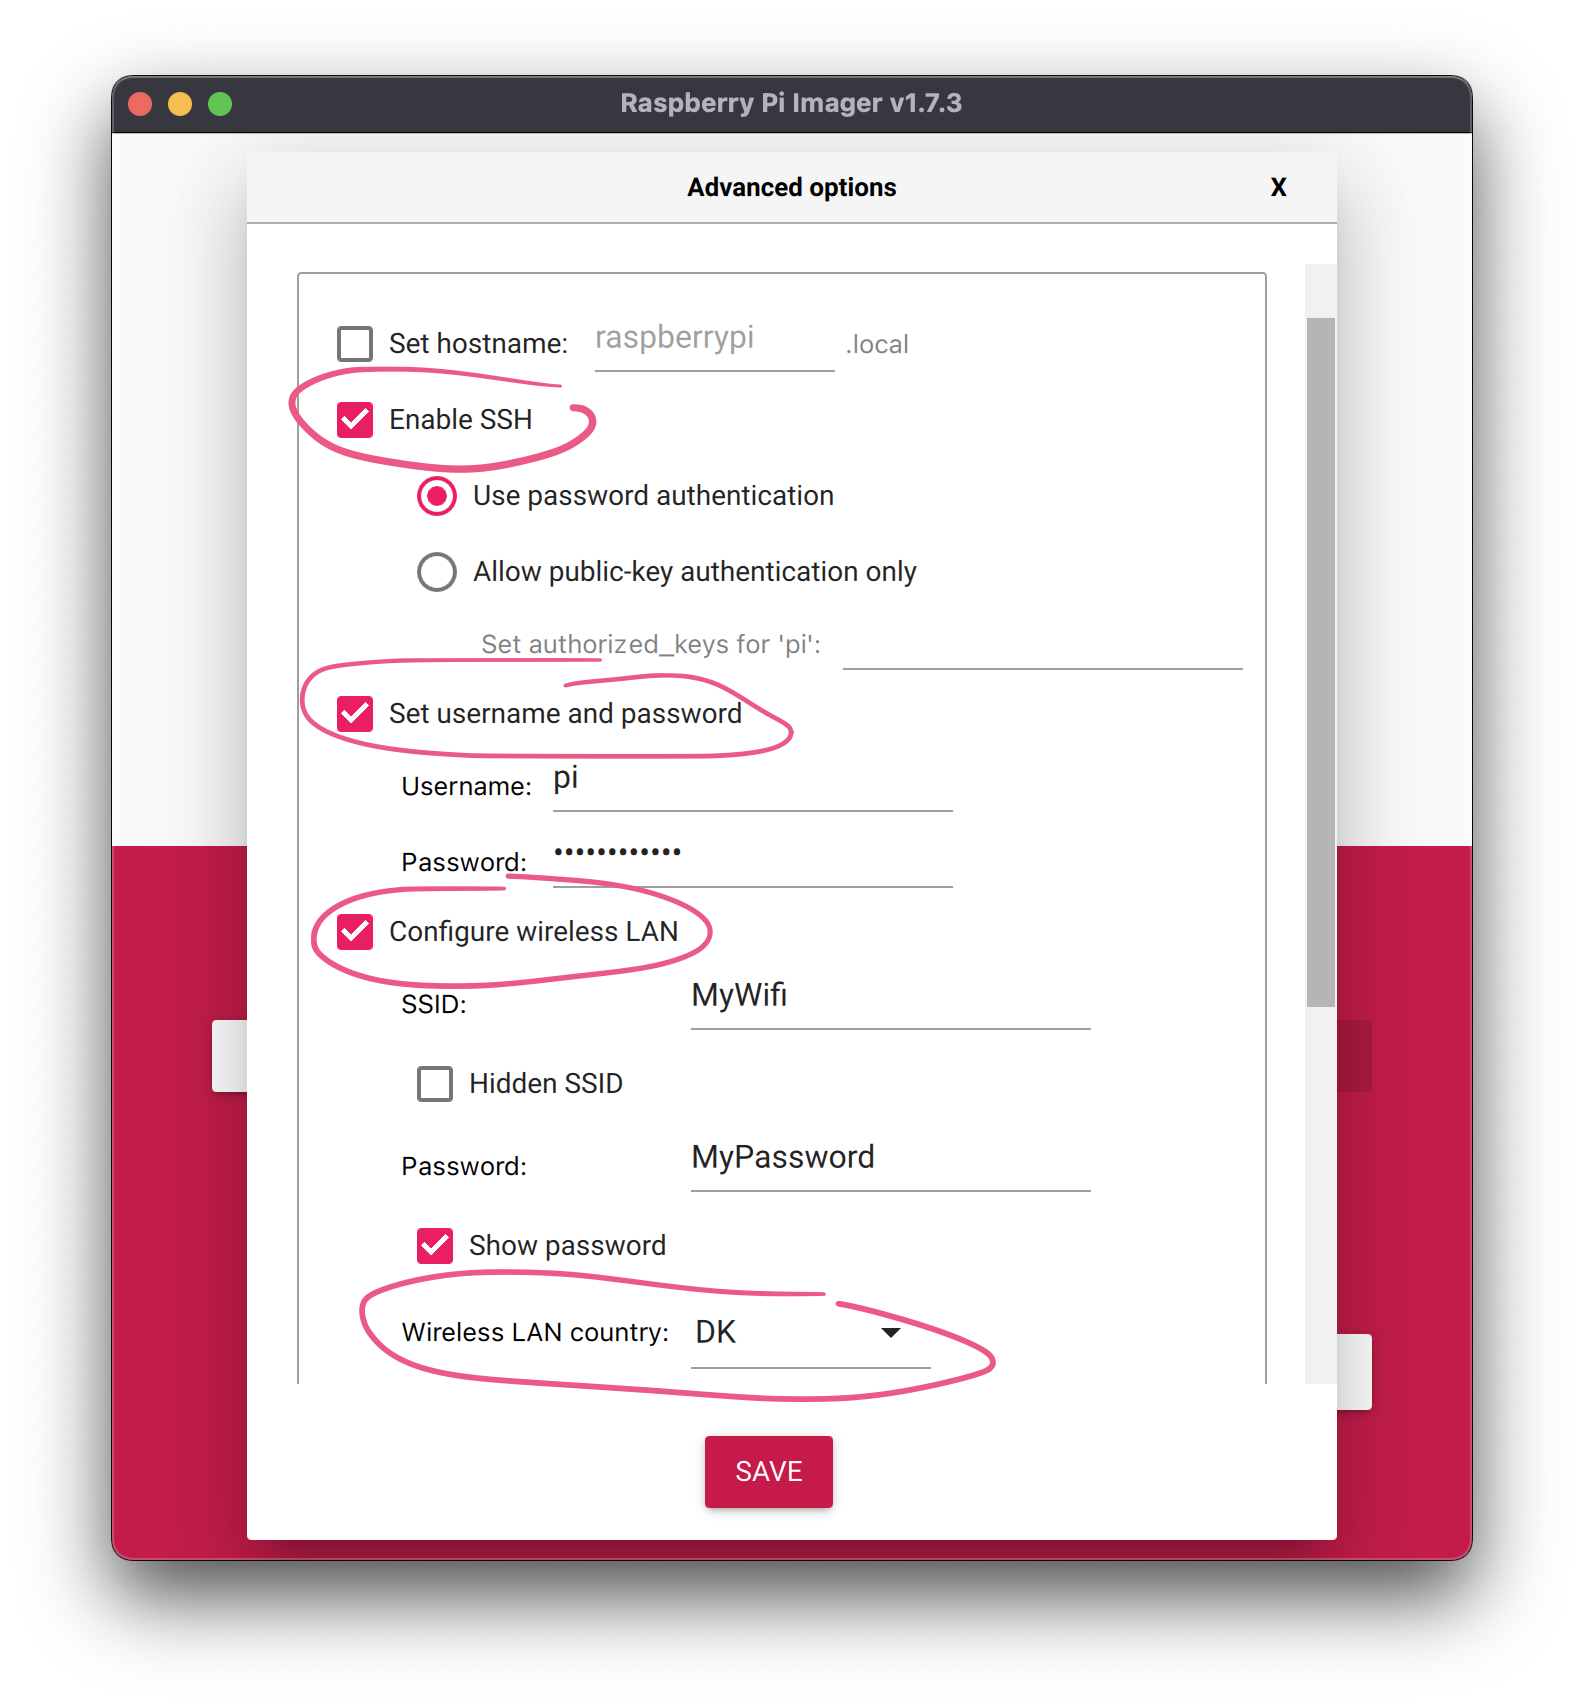 Raspberry Pi Imager v1.7.3
Advanced options X
Set hostname: raspberrypi .local
Enable SSH
Use password authentication
Allow public-key authentication only
Set authorized_keys for 'pi':
Set username and password
Username: pi
Password: ••••••••••••
Configure wireless LAN
SSID: MyWifi
Hidden SSID
Password: MyPassword
Show password
Wireless LAN country: DK
SAVE